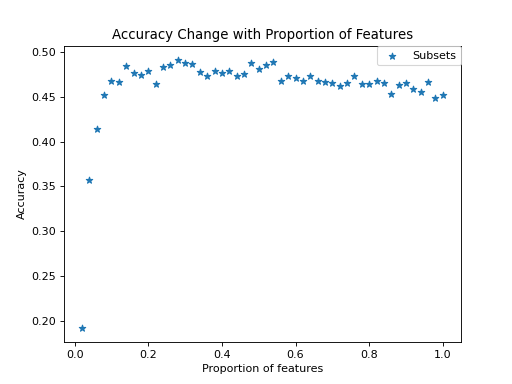 Accuracy Change with Proportion of Features
Subsets
Accuracy
0.50
0.45
0.40
0.35
0.30
0.25
0.20
0.0 0.2 0.4 0.6 0.8 1.0
Proportion of features